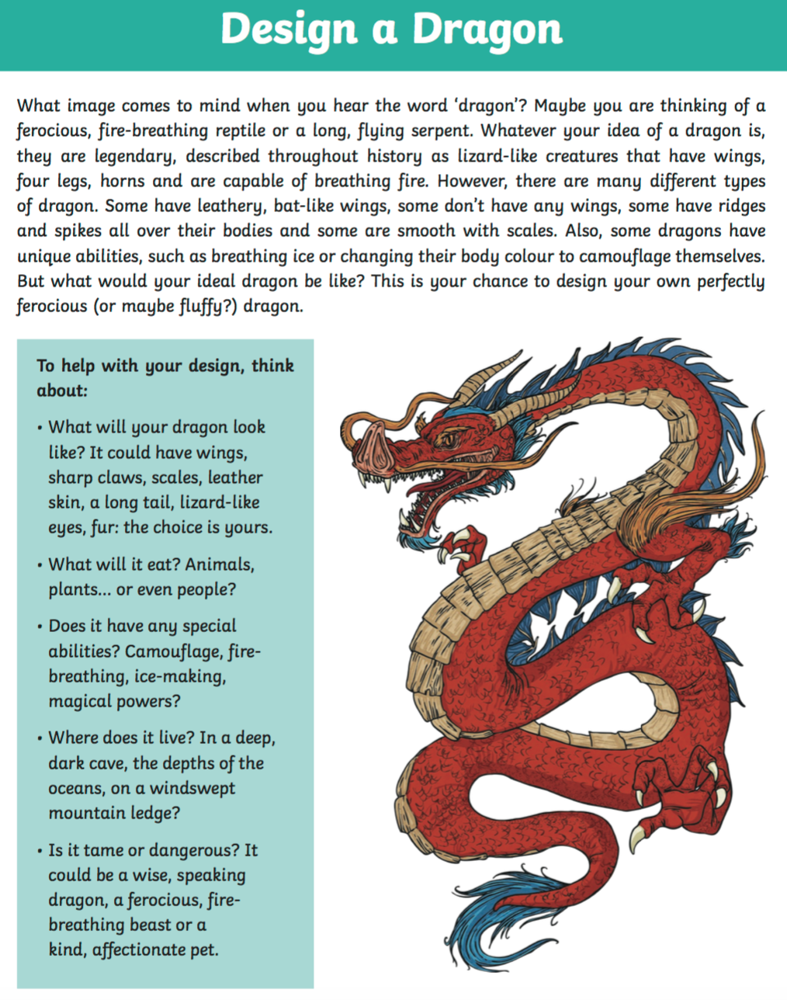 Design a Dragon
What image comes to mind when you hear the word ‘dragon’? Maybe you are thinking of a
ferocious, fire-breathing reptile or a long, flying serpent. Whatever your idea of a dragon is,
they are legendary, described throughout history as lizard-like creatures that have wings,
four legs, horns and are capable of breathing fire. However, there are many different types
of dragon. Some have leathery, bat-like wings, some don’t have any wings, some have ridges
and spikes all over their bodies and some are smooth with scales. Also, some dragons have
unique abilities, such as breathing ice or changing their body colour to camouflage themselves.
But what would your ideal dragon be like? This is your chance to design your own perfectly
ferocious (or maybe fluffy?) dragon.
To help with your design, think
about:
• What will your dragon look
like? It could have wings,
sharp claws, scales, leather
skin, a long tail, lizard-like
eyes, fur: the choice is yours.
• What will it eat? Animals,
plants... or even people?
• Does it have any special
abilities? Camouflage, fire-
breathing, ice-making,
magical powers?
• Where does it live? In a deep,
dark cave, the depths of the
oceans, on a windswept
mountain ledge?
• Is it tame or dangerous? It
could be a wise, speaking
dragon, a ferocious, fire-
breathing beast or a
kind, affectionate pet.